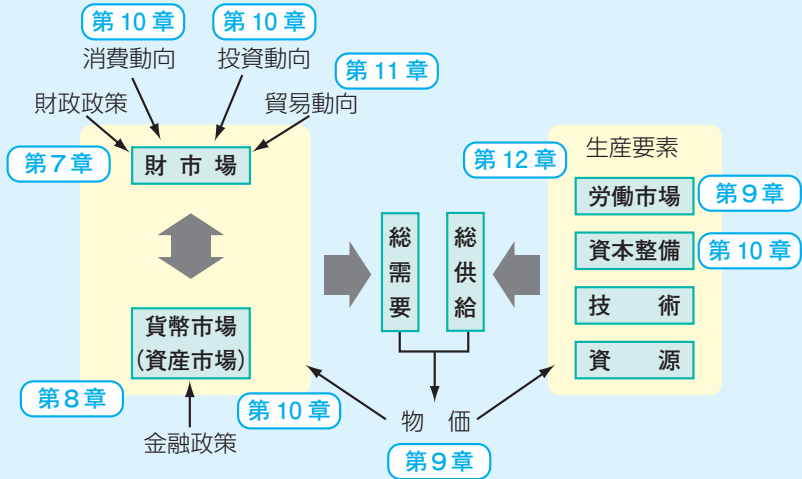 第10章
第10章
消費動向
投資動向
第11章
財政政策
貿易動向
第7章
財市場
第12章
生産要素
労働市場
第9章
資本整備
第10章
技術
資源
総需要
総供給
貨幣市場
(資産市場)
第8章
第10章
金融政策
物価
第9章